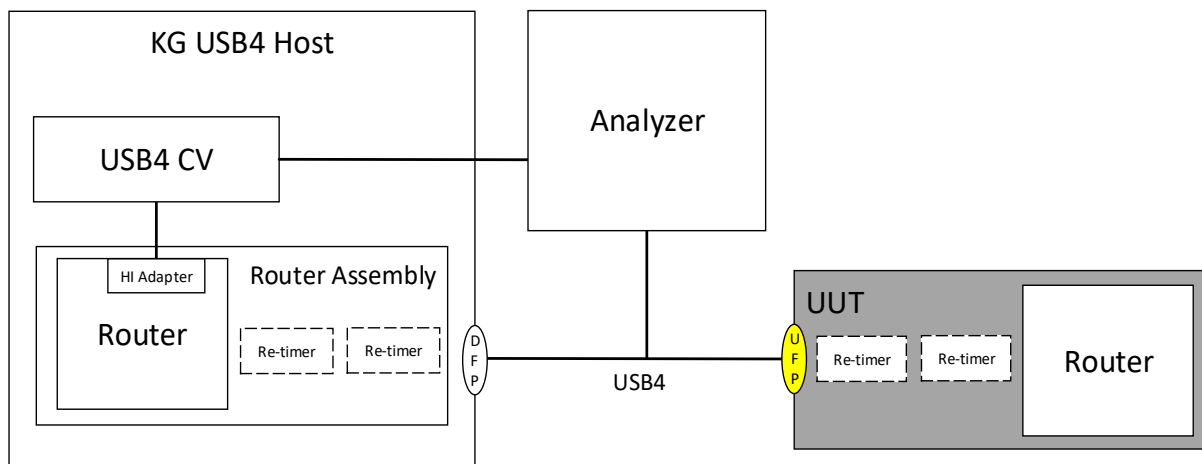 KG USB4 Host
Analyzer
USB4 CV
HI Adapter
Router Assembly
Router
Re-timer
Re-timer
D
F
P
USB4
U
F
P
UUT
Re-timer
Re-timer
Router